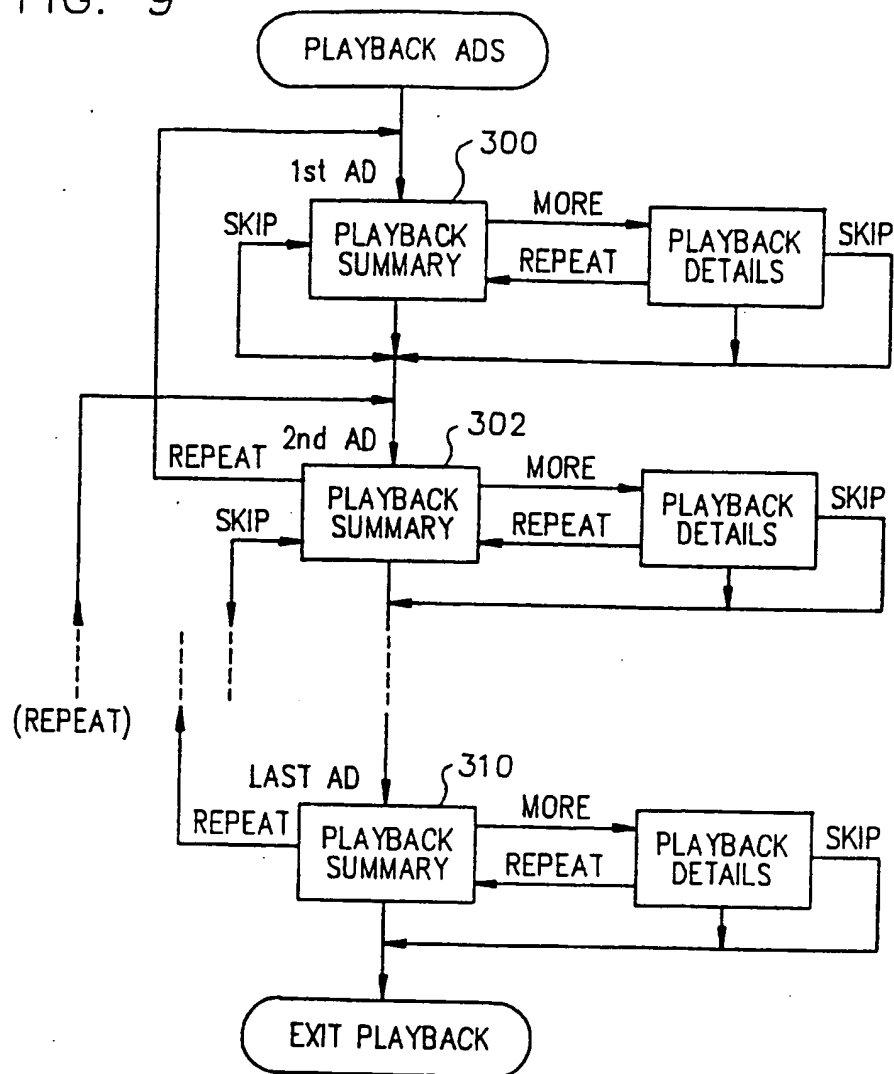 FIG. 9
PLAYBACK ADS
300
1st AD
MORE
SKIP
PLAYBACK
SUMMARY
REPEAT
PLAYBACK
DETAILS
SKIP
302
2nd AD
REPEAT
MORE
SKIP
PLAYBACK
SUMMARY
REPEAT
PLAYBACK
DETAILS
SKIP
(REPEAT)
310
LAST AD
MORE
REPEAT
PLAYBACK
SUMMARY
REPEAT
PLAYBACK
DETAILS
SKIP
EXIT PLAYBACK